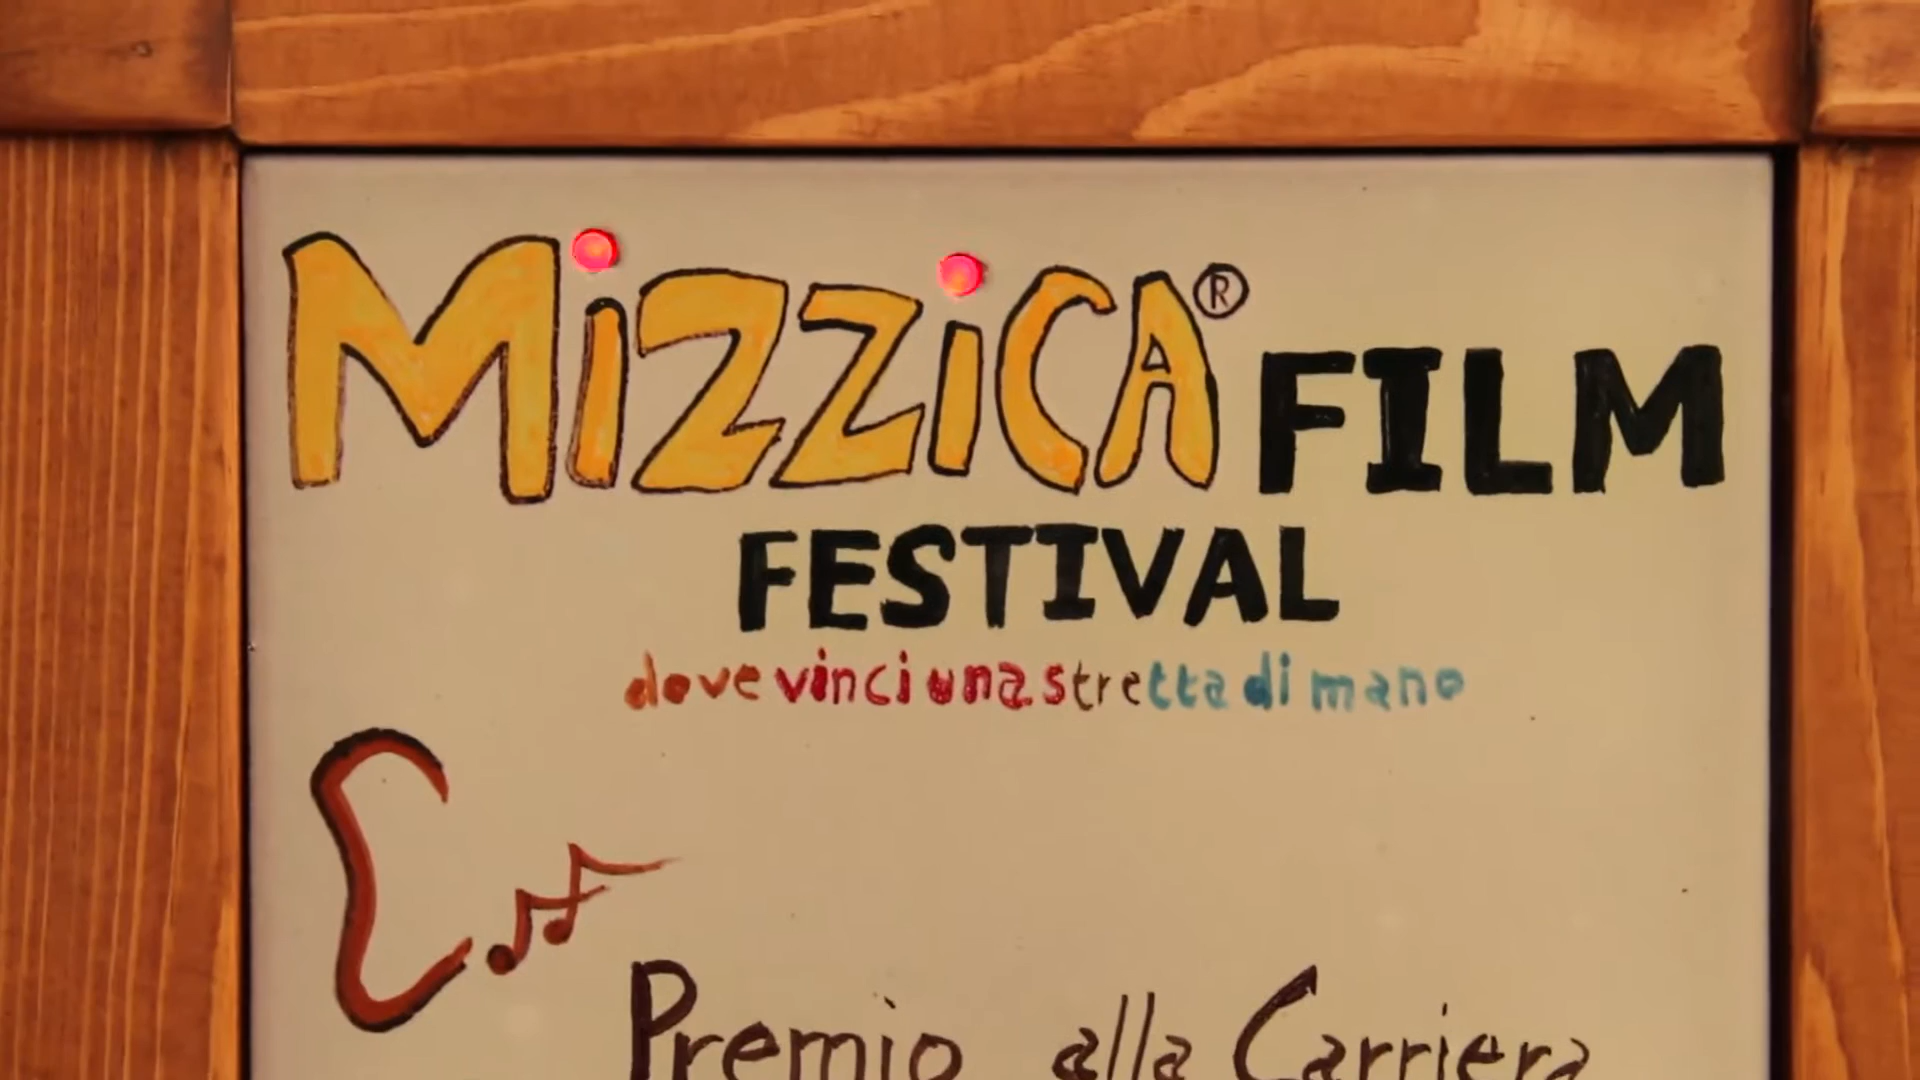 MizziCA® FILM
FESTIVAL
dove vinci una stretta di mano
Premio alla Carriera